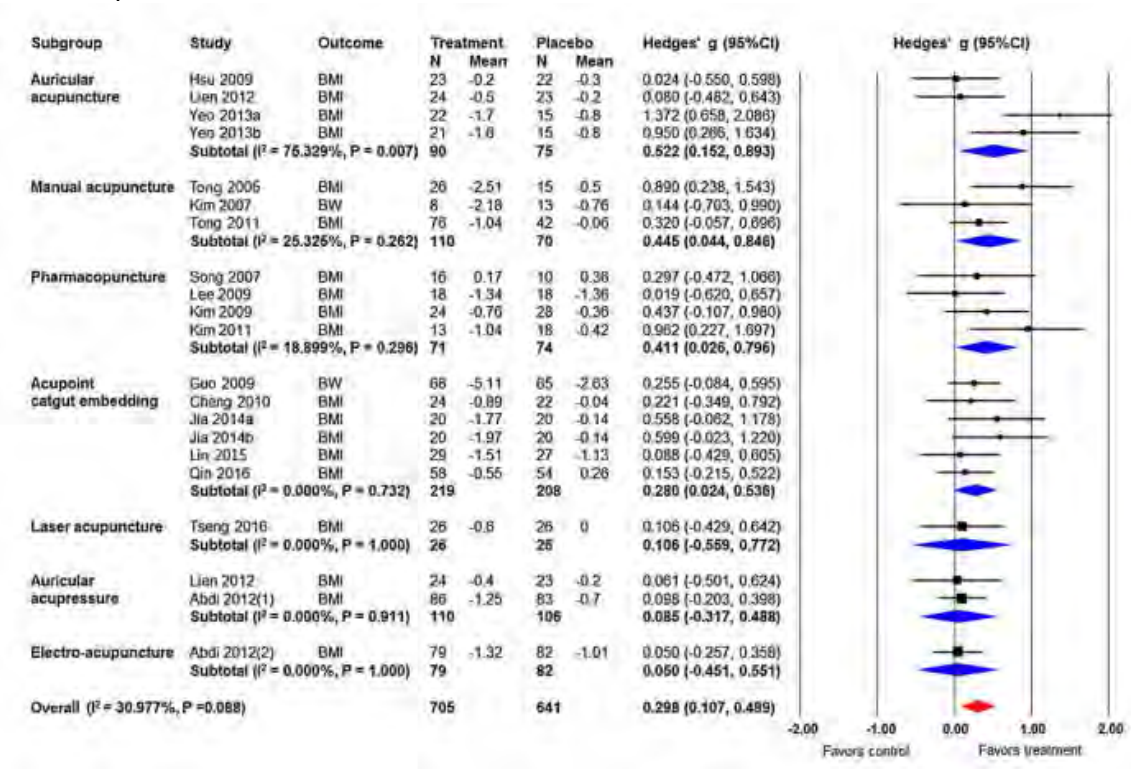 Subgroup Study Outcome Treatment Placebo Hedges' g (95%CI) Hedges' g (95%CI)
N Mean N Mean
Auricular Hsu 2009 BMI 23 -0.2 22 -0.3 0.024 (-0.550, 0.598)
acupuncture Lien 2012 BMI 24 -0.5 23 -0.2 0.080 (-0.482, 0.643)
Yeo 2013a BMI 22 -1.7 15 -0.8 1.372 (0.658, 2.086)
Yeo 2013b BMI 21 -1.6 15 -0.8 0.950 (0.266, 1.634)
Subtotal (I² = 75.329%, P = 0.007) 90 75 0.522 (0.152, 0.893)
Manual acupuncture Tong 2005 BMI 26 -2.51 15 0.5 0.890 (0.238, 1.543)
Kim 2007 BW 8 -2.18 13 -0.76 0.144 (-0.703, 0.990)
Tong 2011 BMI 76 -1.04 42 -0.06 0.320 (-0.057, 0.696)
Subtotal (I² = 25.325%, P = 0.262) 110 70 0.445 (0.044, 0.846)
Pharmacopuncture Song 2007 BMI 16 0.17 10 0.36 0.297 (-0.472, 1.066)
Lee 2009 BMI 18 -1.34 18 -1.36 0.019 (-0.620, 0.657)
Kim 2009 BMI 24 -0.76 28 -0.36 0.437 (-0.107, 0.980)
Kim 2011 BMI 13 -1.04 18 -0.42 0.962 (0.227, 1.697)
Subtotal (I² = 18.899%, P = 0.296) 71 74 0.411 (0.026, 0.796)
Acupoint Guo 2009 BW 68 -5.11 65 -2.63 0.255 (-0.084, 0.595)
catgut embedding Cheng 2010 BMI 24 -0.89 22 -0.04 0.221 (-0.349, 0.792)
Jia 2014a BMI 20 -1.77 20 -0.14 0.558 (-0.062, 1.178)
Jia 2014b BMI 20 -1.97 20 -0.14 0.599 (-0.023, 1.220)
Lin 2015 BMI 29 -1.51 27 -1.13 0.088 (-0.429, 0.605)
Qin 2016 BMI 58 -0.55 54 0.26 0.153 (-0.215, 0.522)
Subtotal (I² = 0.000%, P = 0.732) 219 208 0.280 (0.024, 0.536)
Laser acupuncture Tseng 2016 BMI 26 -0.6 26 0 0.106 (-0.429, 0.642)
Subtotal (I² = 0.000%, P = 1.000) 26 26 0.106 (-0.559, 0.772)
Auricular Lien 2012 BMI 24 -0.4 23 -0.2 0.061 (-0.501, 0.624)
acupressure Abdi 2012(1) BMI 86 -1.25 83 -0.7 0.098 (-0.203, 0.398)
Subtotal (I² = 0.000%, P = 0.911) 110 106 0.085 (-0.317, 0.488)
Electro-acupuncture Abdi 2012(2) BMI 79 -1.32 82 -1.01 0.050 (-0.257, 0.358)
Subtotal (I² = 0.000%, P = 1.000) 79 82 0.050 (-0.451, 0.551)
Overall (I² = 30.977%, P =0.088) 705 641 0.298 (0.107, 0.489)
-2.00 -1.00 0.00 1.00 2.00
Favors control Favors treatment